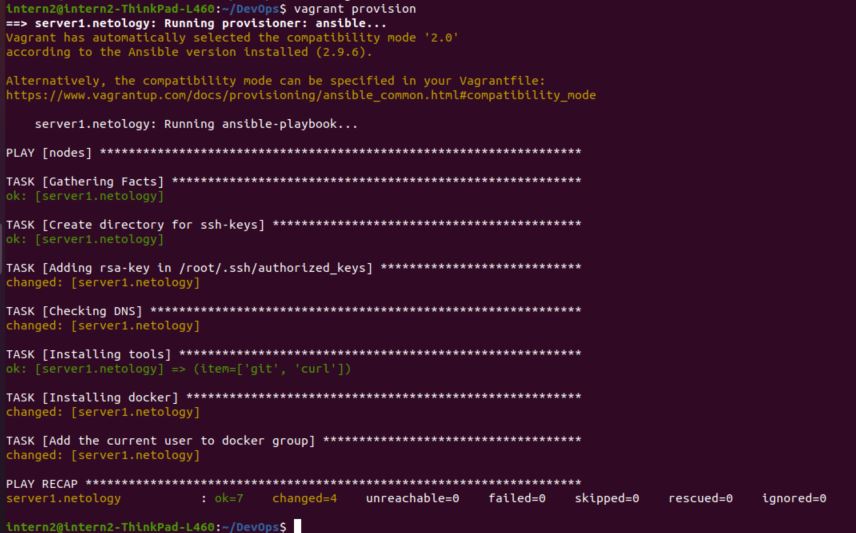 intern2@intern2-ThinkPad-L460:~/DevOps$ vagrant provision
==> server1.netology: Running provisioner: ansible...
Vagrant has automatically selected the compatibility mode '2.0'
according to the Ansible version installed (2.9.6).
Alternatively, the compatibility mode can be specified in your Vagrantfile:
https://www.vagrantup.com/docs/provisioning/ansible_common.html#compatibility_mode
server1.netology: Running ansible-playbook...
PLAY [nodes] *******************************************************************
TASK [Gathering Facts] *********************************************************
ok: [server1.netology]
TASK [Create directory for ssh-keys] *******************************************
ok: [server1.netology]
TASK [Adding rsa-key in /root/.ssh/authorized_keys] ****************************
changed: [server1.netology]
TASK [Checking DNS] ************************************************************
changed: [server1.netology]
TASK [Installing tools] ********************************************************
ok: [server1.netology] => (item=['git', 'curl'])
TASK [Installing docker] *******************************************************
changed: [server1.netology]
TASK [Add the current user to docker group] ************************************
changed: [server1.netology]
PLAY RECAP *********************************************************************
server1.netology           : ok=7    changed=4    unreachable=0    failed=0    skipped=0    rescued=0    ignored=0
intern2@intern2-ThinkPad-L460:~/DevOps$